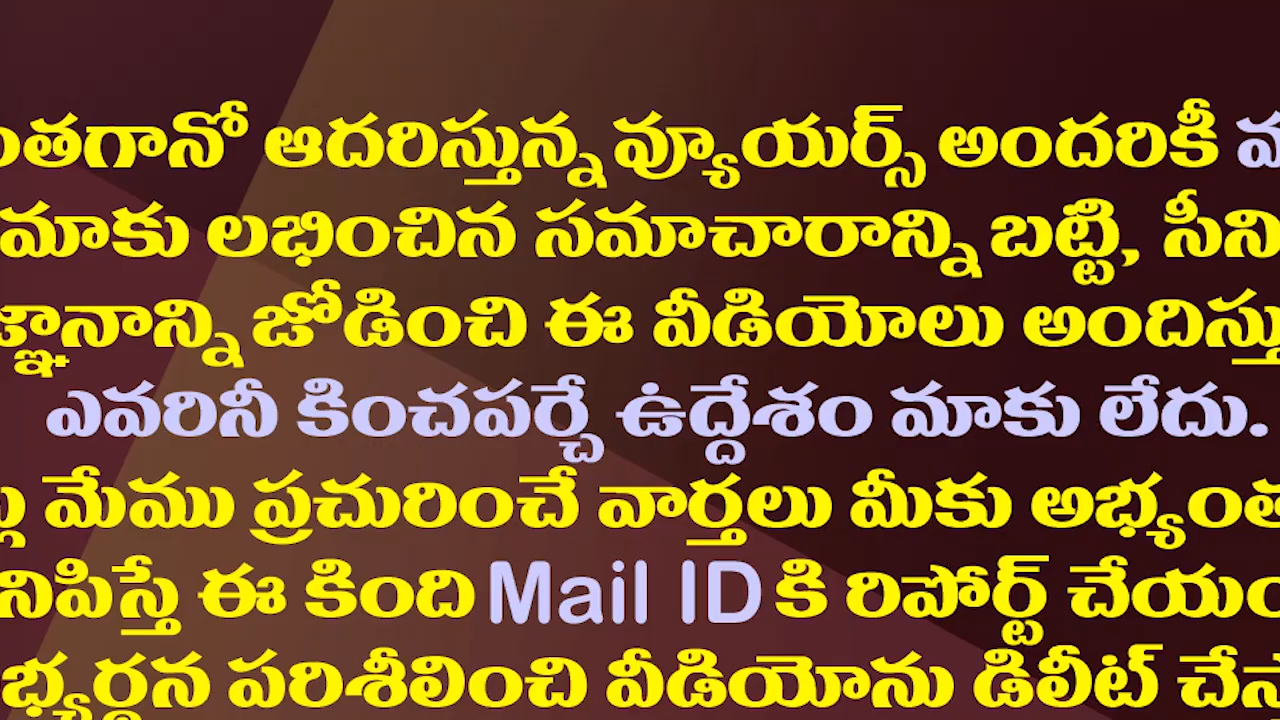 ంతగానో ఆదరిస్తున్న వ్యూయర్స్ అందరికీ
మాకు లభించిన సమాచారాన్ని బట్టి, సీని
జ్ఞానాన్ని జోడించి ఈ వీడియోలు అందిస్తు
ఎవరినీ కించపర్చే ఉద్దేశం మాకు లేదు.
మేము ప్రచురించే వార్తలు మీకు అభ్యంత
నిపిస్తే ఈ కింది Mail ID కి రిపోర్ట్ చేయం
భ్యర్థన పరిశీలించి వీడియోను డిలీట్ చేస